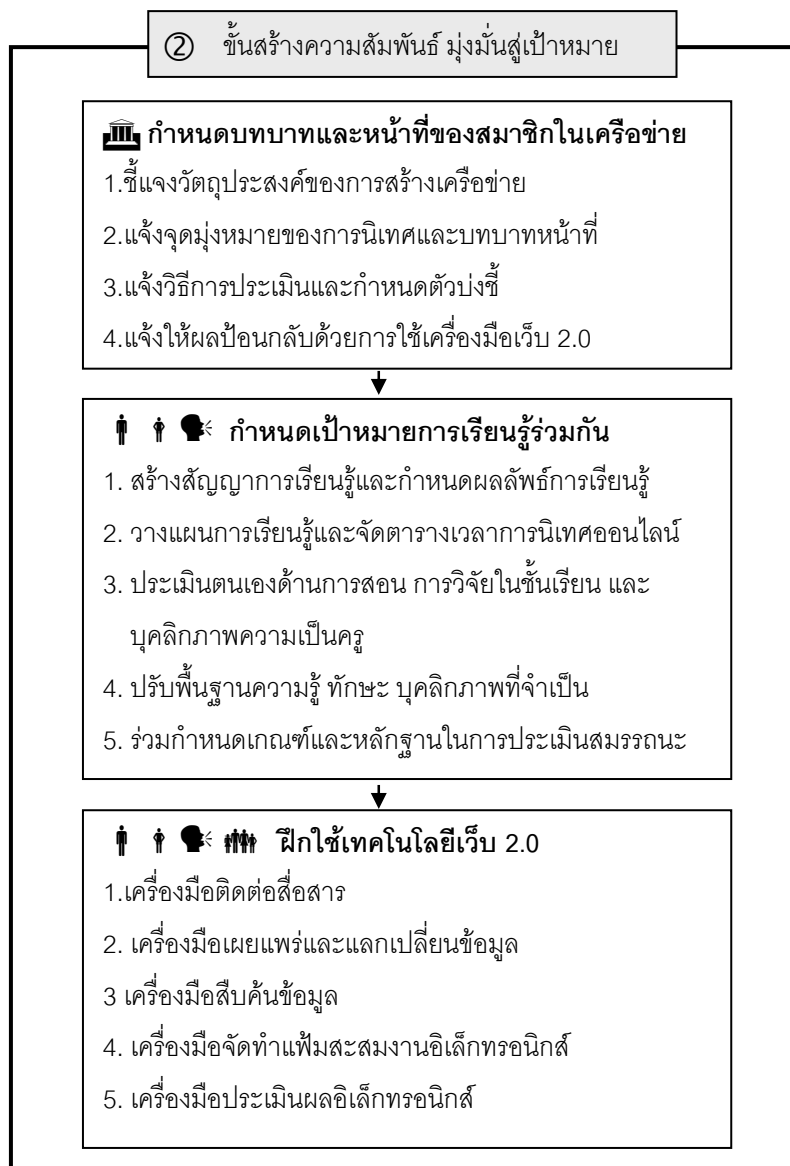 ② ขั้นสร้างความสัมพันธ์ มุ่งมั่นสู่เป้าหมาย
กำหนดบทบาทและหน้าที่ของสมาชิกในเครือข่าย
1.ชี้แจงวัตถุประสงค์ของการสร้างเครือข่าย
2.แจ้งจุดมุ่งหมายของการนิเทศและบทบาทหน้าที่
3.แจ้งวิธีการประเมินและกำหนดตัวบ่งชี้
4.แจ้งให้ผลป้อนกลับด้วยการใช้เครื่องมือเว็บ 2.0
กำหนดเป้าหมายการเรียนรู้ร่วมกัน
1. สร้างสัญญาการเรียนรู้และกำหนดผลลัพธ์การเรียนรู้
2. วางแผนการเรียนรู้และจัดตารางเวลาการนิเทศออนไลน์
3. ประเมินตนเองด้านการสอน การวิจัยในชั้นเรียน และ
บุคลิกภาพความเป็นครู
4. ปรับพื้นฐานความรู้ ทักษะ บุคลิกภาพที่จำเป็น
5. ร่วมกำหนดเกณฑ์และหลักฐานในการประเมินสมรรถนะ
ฝึกใช้เทคโนโลยีเว็บ 2.0
1.เครื่องมือติดต่อสื่อสาร
2. เครื่องมือเผยแพร่และแลกเปลี่ยนข้อมูล
3 เครื่องมือสืบค้นข้อมูล
4. เครื่องมือจัดทำแฟ้มสะสมงานอิเล็กทรอนิกส์
5. เครื่องมือประเมินผลอิเล็กทรอนิกส์